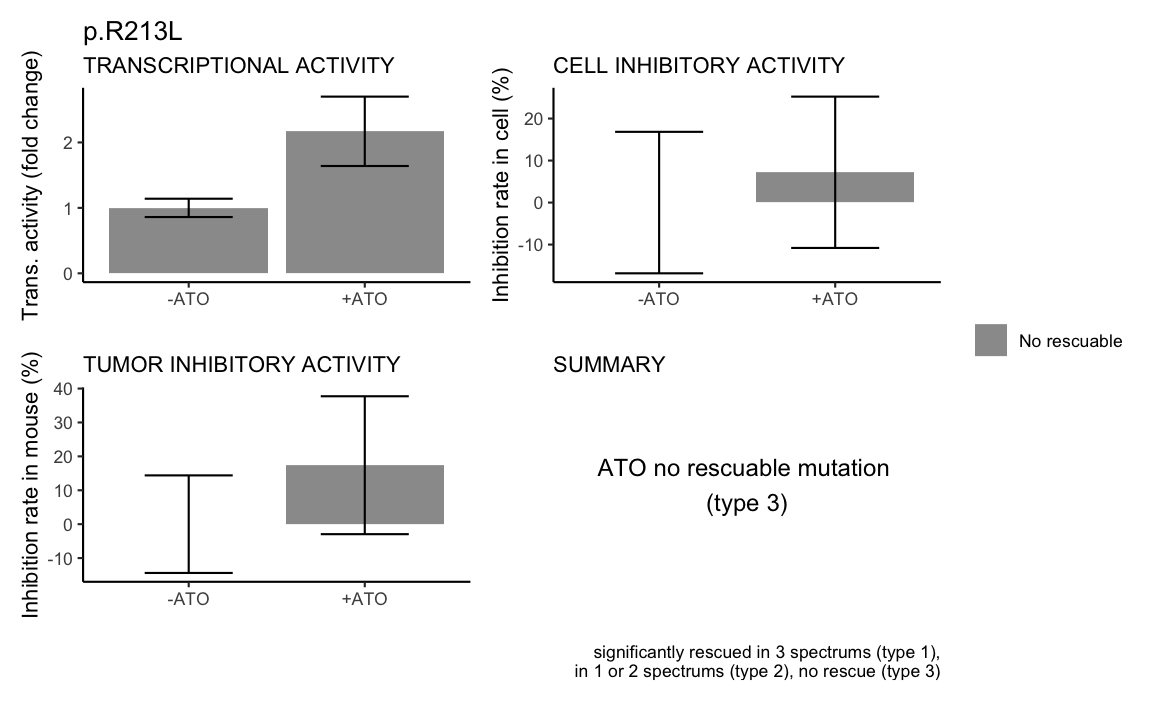 p.R213L
TRANSCRIPTIONAL ACTIVITY
Trans. activity (fold change)
2
1
0
-ATO
+ATO
CELL INHIBITORY ACTIVITY
Inhibition rate in cell (%)
20
10
0
-10
-ATO
+ATO
No rescuable
TUMOR INHIBITORY ACTIVITY
Inhibition rate in mouse (%)
40
30
20
10
0
-10
-ATO
+ATO
SUMMARY
ATO no rescuable mutation
(type 3)
significantly rescued in 3 spectrums (type 1),
in 1 or 2 spectrums (type 2), no rescue (type 3)